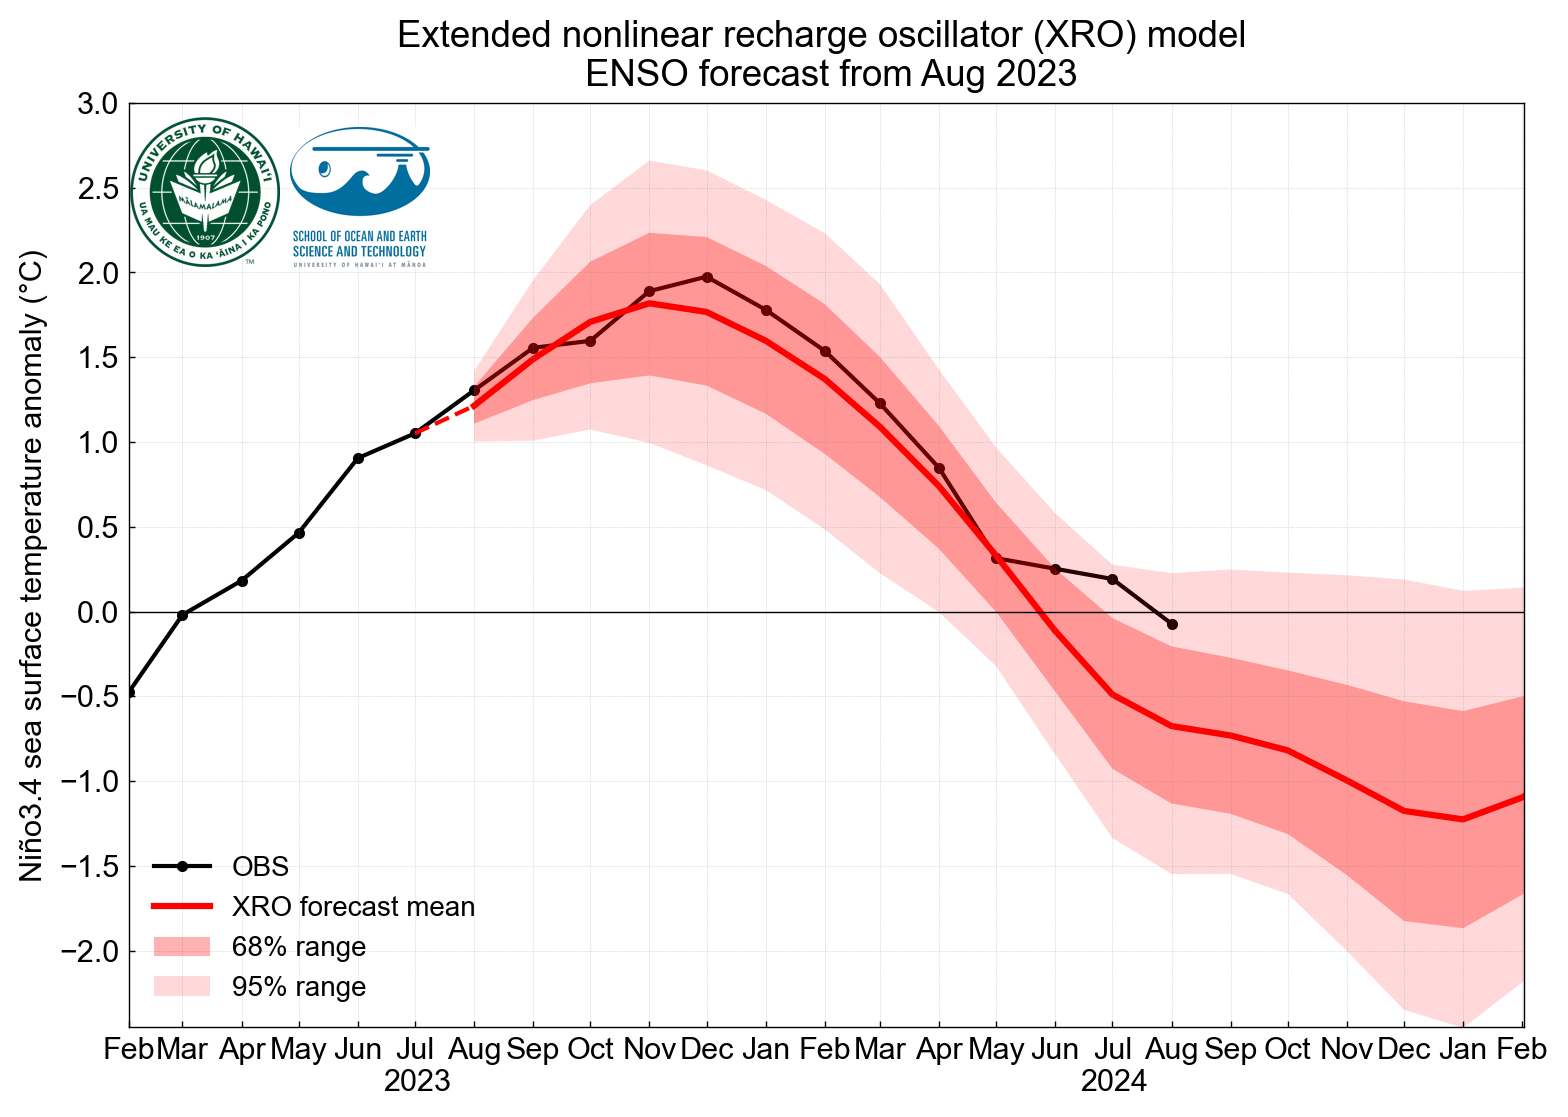 Extended nonlinear recharge oscillator (XRO) model
ENSO forecast from Aug 2023
UNIVERSITY OF HAWAI‘I
MĀLAMALAMA
1907
UA MAU KE EA O KA ‘ĀINA I KA PONO
TM
SCHOOL OF OCEAN AND EARTH
SCIENCE AND TECHNOLOGY
UNIVERSITY OF HAWAI‘I AT MĀNOA
Niño3.4 sea surface temperature anomaly (°C)
3.0
2.5
2.0
1.5
1.0
0.5
0.0
−0.5
−1.0
−1.5
−2.0
OBS
XRO forecast mean
68% range
95% range
Feb Mar Apr May Jun Jul Aug Sep Oct Nov Dec Jan Feb Mar Apr May Jun Jul Aug Sep Oct Nov Dec Jan Feb
2023 2024